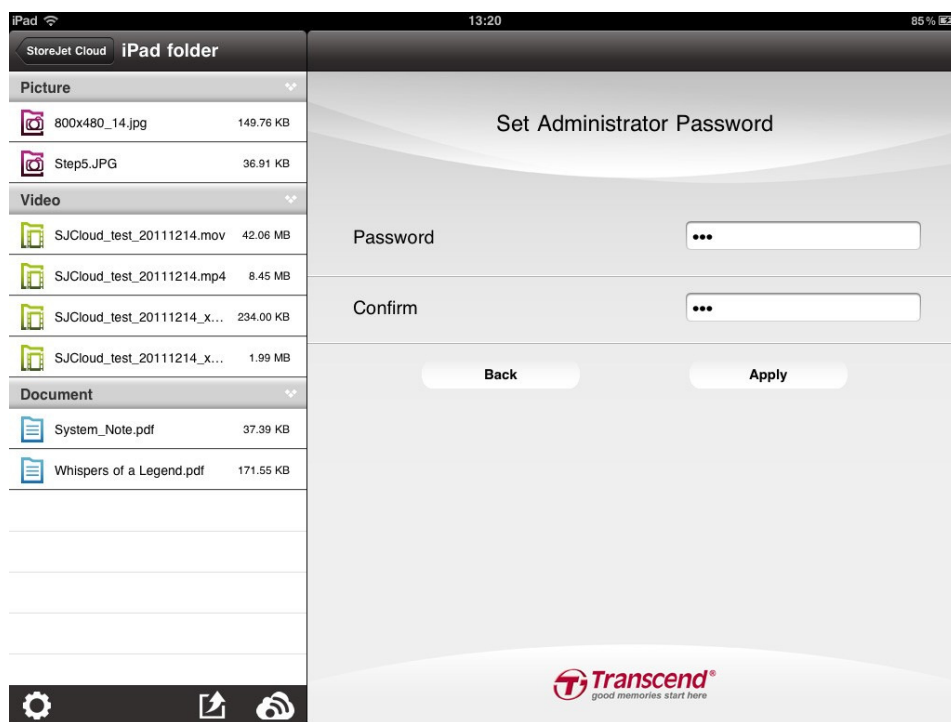 iPad 13:20 85%
StoreJet Cloud iPad folder
Picture
800x480_14.jpg 149.76 KB
Step5.JPG 36.91 KB
Video
SJCloud_test_20111214.mov 42.06 MB
SJCloud_test_20111214.mp4 8.45 MB
SJCloud_test_20111214_x... 234.00 KB
SJCloud_test_20111214_x... 1.99 MB
Document
System_Note.pdf 37.39 KB
Whispers of a Legend.pdf 171.55 KB
Set Administrator Password
Password •••
Confirm •••
Back Apply
Transcend®
good memories start here